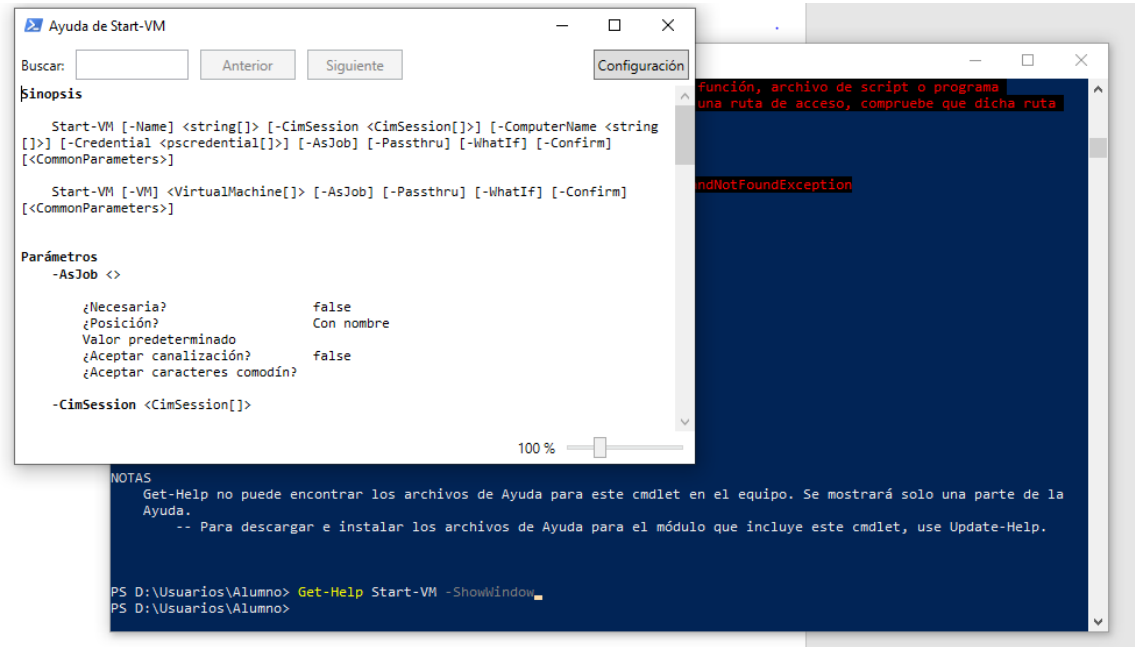 Ayuda de Start-VM
Buscar:
Anterior
Siguiente
Configuración
Sinopsis
Start-VM [-Name] <string[]> [-CimSession <CimSession[]>] [-ComputerName <string
[]>] [-Credential <pscredential[]>] [-AsJob] [-Passthru] [-WhatIf] [-Confirm]
[<CommonParameters>]
Start-VM [-VM] <VirtualMachine[]> [-AsJob] [-Passthru] [-WhatIf] [-Confirm]
[<CommonParameters>]
Parámetros
-AsJob <>
¿Necesaria? false
¿Posición? Con nombre
Valor predeterminado
¿Aceptar canalización? false
¿Aceptar caracteres comodín?
-CimSession <CimSession[]>
100 %
función, archivo de script o programa
una ruta de acceso, compruebe que dicha ruta
ndNotFoundException
NOTAS
Get-Help no puede encontrar los archivos de Ayuda para este cmdlet en el equipo. Se mostrará solo una parte de la
Ayuda.
-- Para descargar e instalar los archivos de Ayuda para el módulo que incluye este cmdlet, use Update-Help.
PS D:\Usuarios\Alumno> Get-Help Start-VM -ShowWindow
PS D:\Usuarios\Alumno>